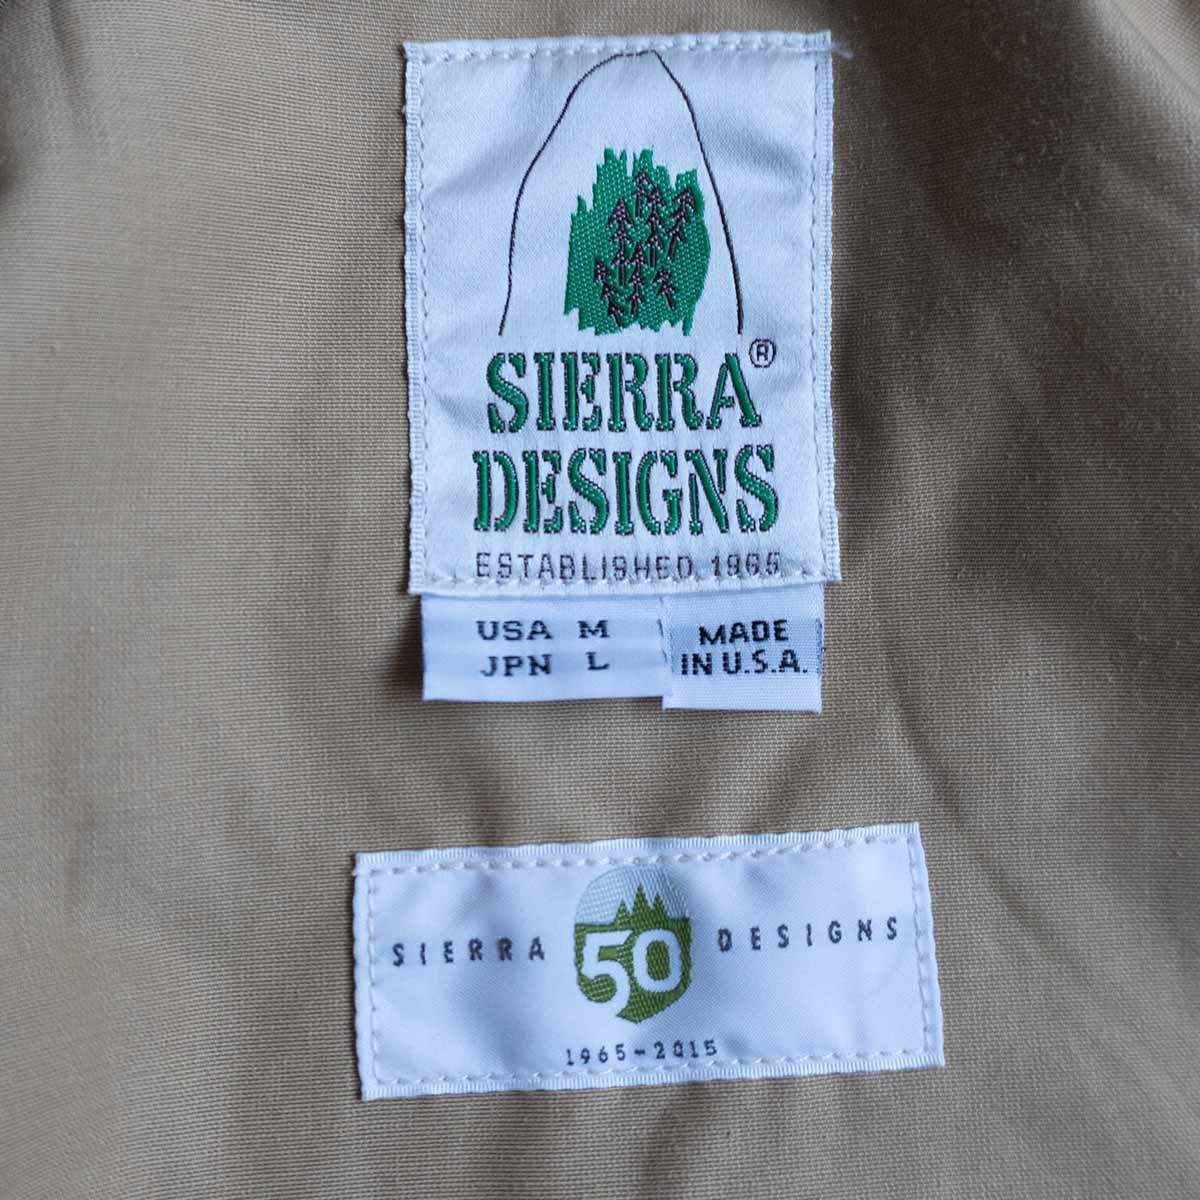 SIERRA®
DESIGNS
ESTABLISHED 1965
USA M
JPN L
MADE
IN U.S.A.
SIERRA 50 DESIGNS
1965-2015